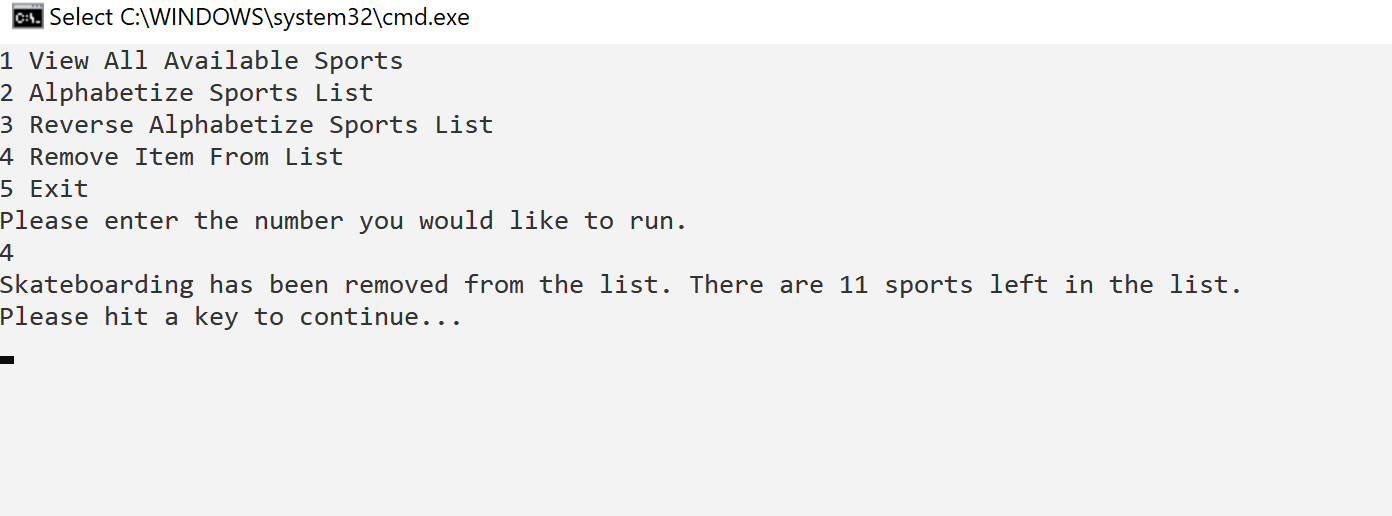 Select C:\WINDOWS\system32\cmd.exe
1 View All Available Sports
2 Alphabetize Sports List
3 Reverse Alphabetize Sports List
4 Remove Item From List
5 Exit
Please enter the number you would like to run.
4
Skateboarding has been removed from the list. There are 11 sports left in the list.
Please hit a key to continue...